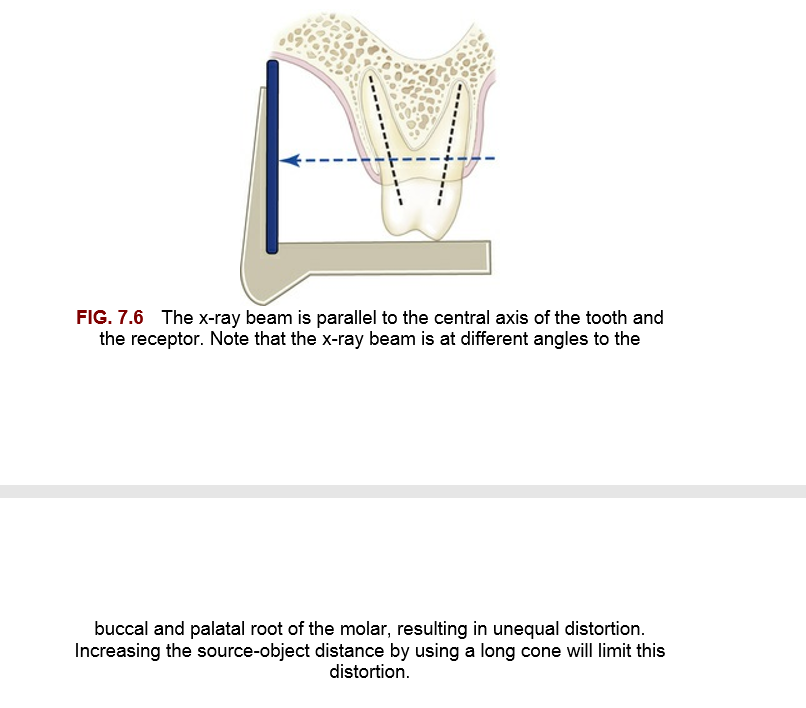 FIG. 7.6 The x-ray beam is parallel to the central axis of the tooth and
the receptor. Note that the x-ray beam is at different angles to the
buccal and palatal root of the molar, resulting in unequal distortion.
Increasing the source-object distance by using a long cone will limit this
distortion.